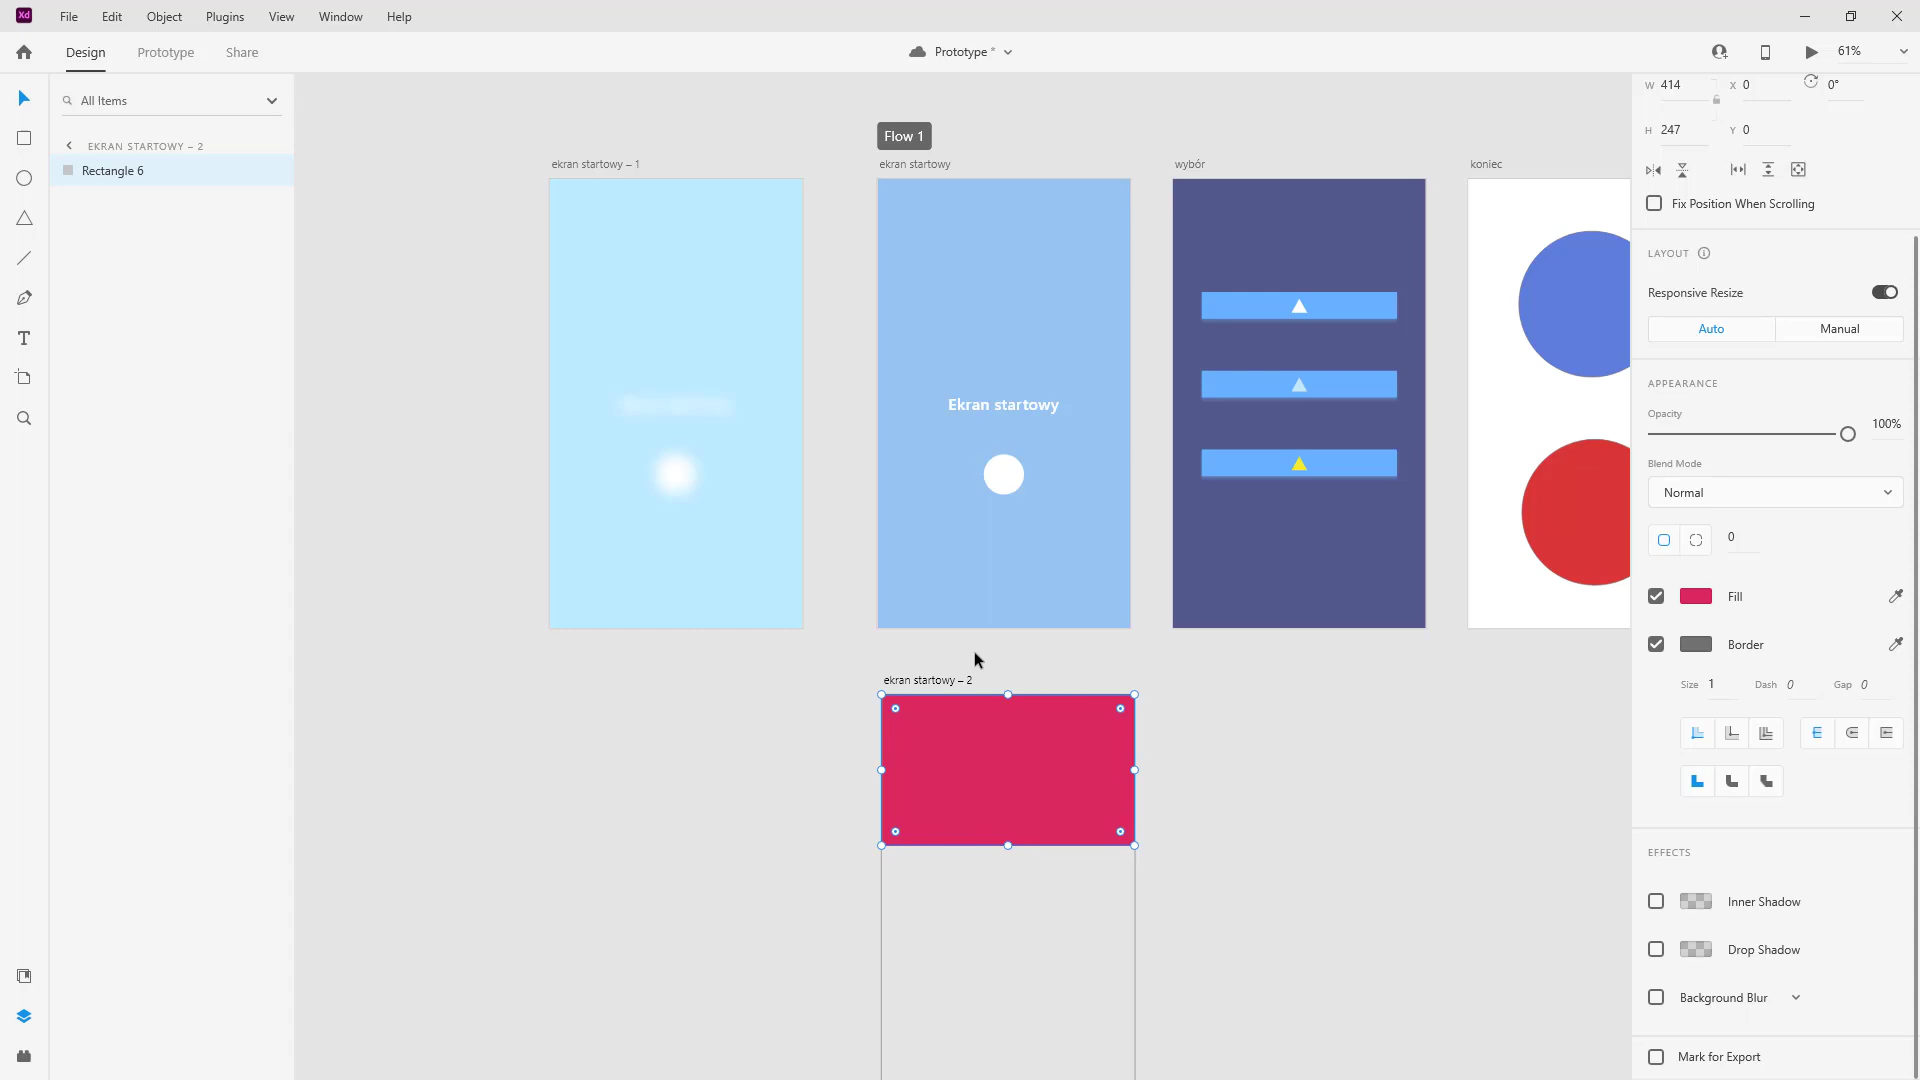 Xd File Edit Object Plugins View Window Help
Design Prototype Share Prototype * 61%
All Items
EKRAN STARTOWY – 2
Rectangle 6
Flow 1
ekran startowy – 1 ekran startowy wybór koniec
Ekran startowy
ekran startowy – 2
W 414 X 0 0°
H 247 Y 0
Fix Position When Scrolling
LAYOUT
Responsive Resize
Auto Manual
APPEARANCE
Opacity
100%
Blend Mode
Normal
0
Fill
Border
Size 1 Dash 0 Gap 0
EFFECTS
Inner Shadow
Drop Shadow
Background Blur
Mark for Export